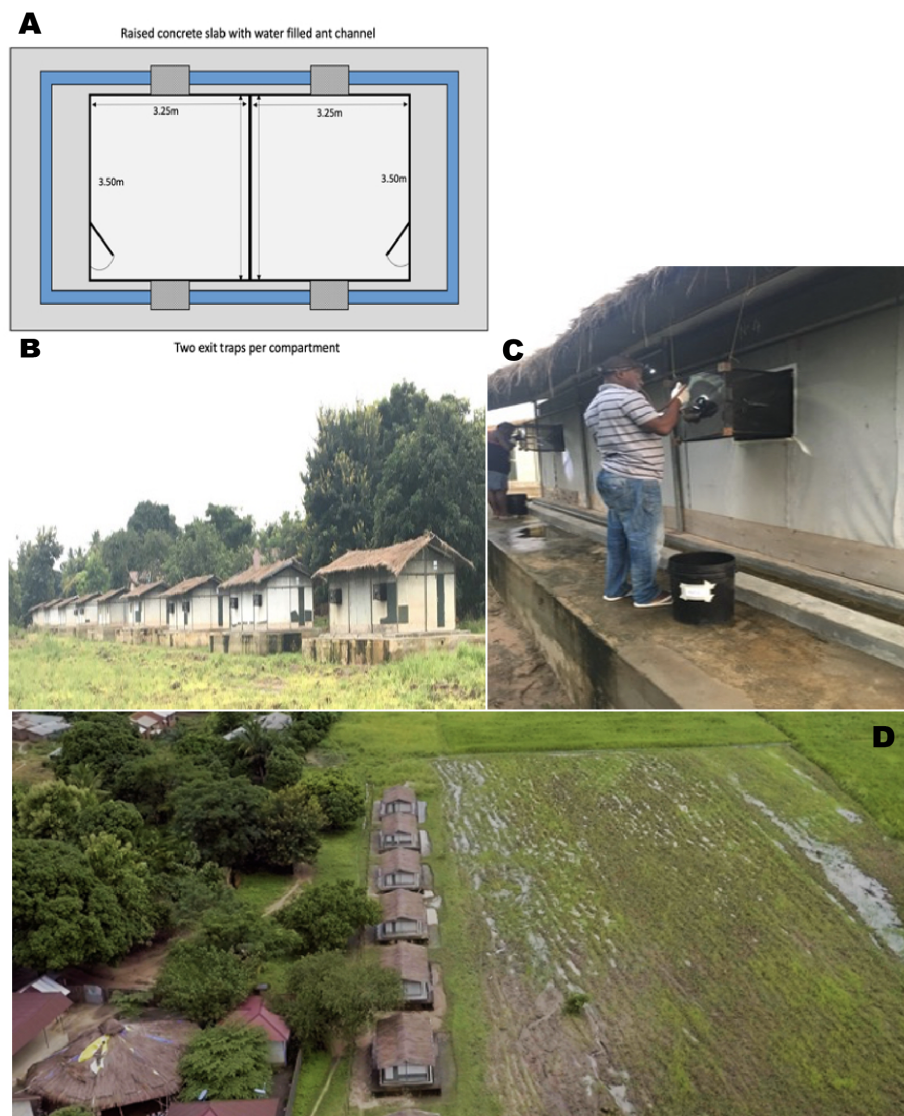 A
Raised concrete slab with water filled ant channel
3.25m
3.25m
3.50m
3.50m
Two exit traps per compartment
B
C
D